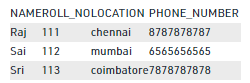 NAMEROLL_NOLOCATION PHONE_NUMBER
Raj 111 chennai 8787878787
Sai 112 mumbai 6565656565
Sri 113 coimbatore7878787878